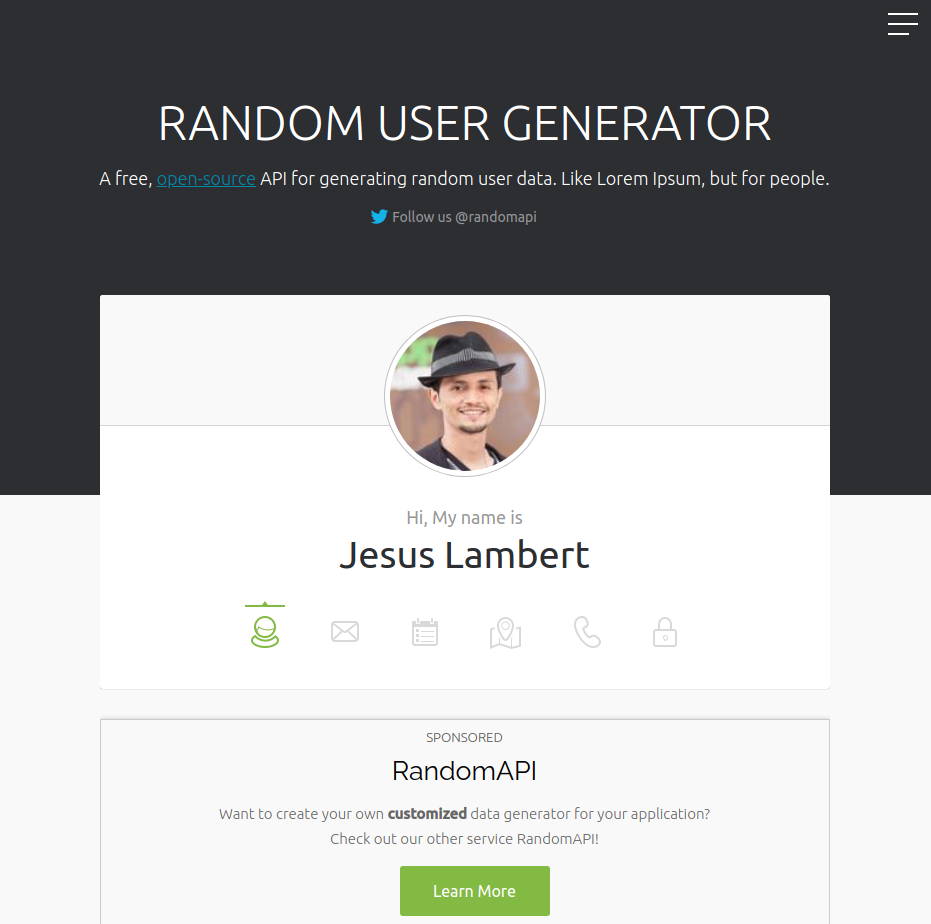 RANDOM USER GENERATOR
A free, open-source API for generating random user data. Like Lorem Ipsum, but for people.
Follow us @randomapi
Hi, My name is
Jesus Lambert
SPONSORED
RandomAPI
Want to create your own customized data generator for your application?
Check out our other service RandomAPI!
Learn More